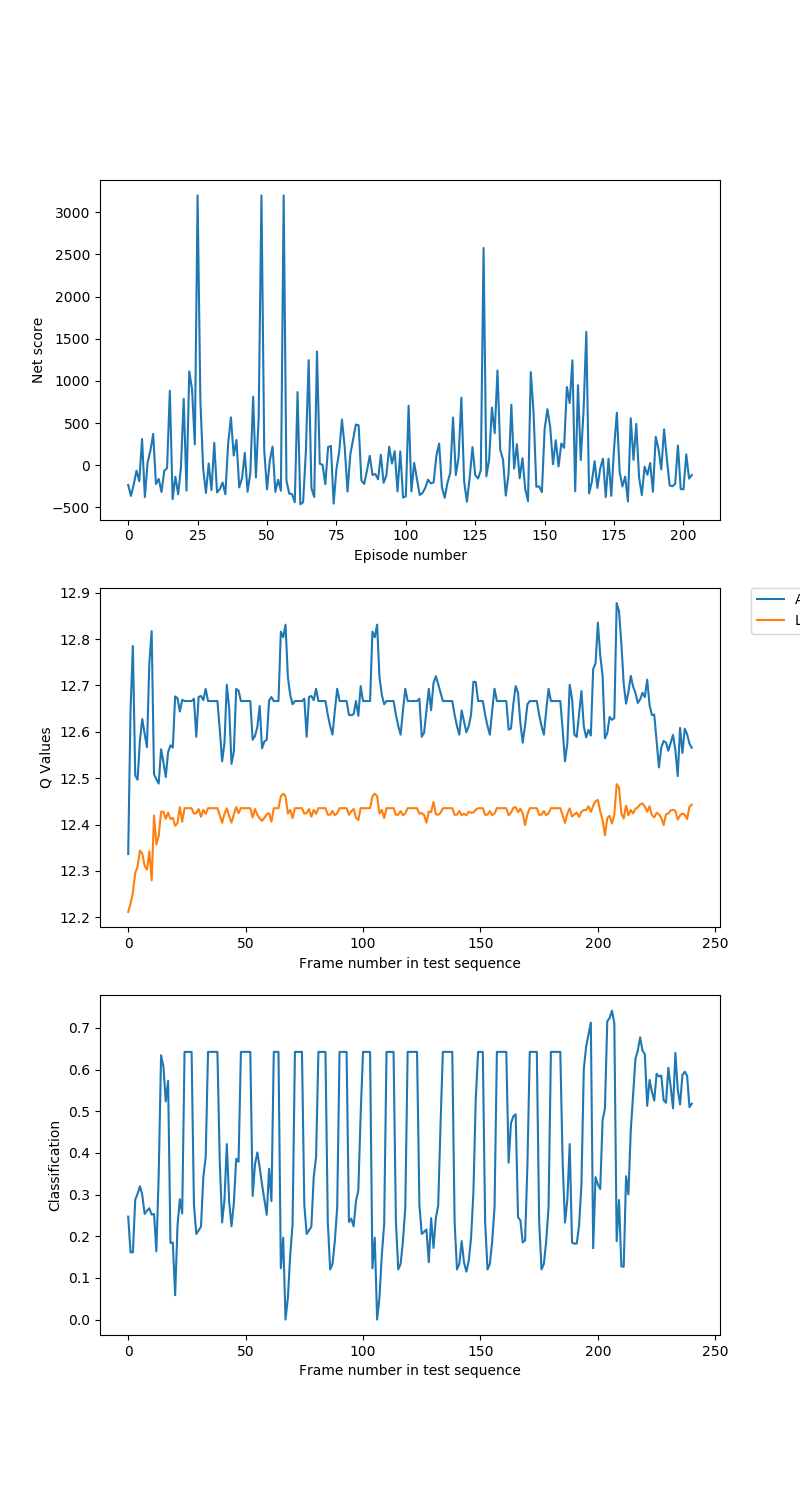 3000
2500
2000
1500
1000
500
0
−500
Net score
0 25 50 75 100 125 150 175 200
Episode number
12.9
12.8
12.7
12.6
12.5
12.4
12.3
12.2
Q Values
0 50 100 150 200 250
Frame number in test sequence
0.7
0.6
0.5
0.4
0.3
0.2
0.1
0.0
Classification
0 50 100 150 200 250
Frame number in test sequence